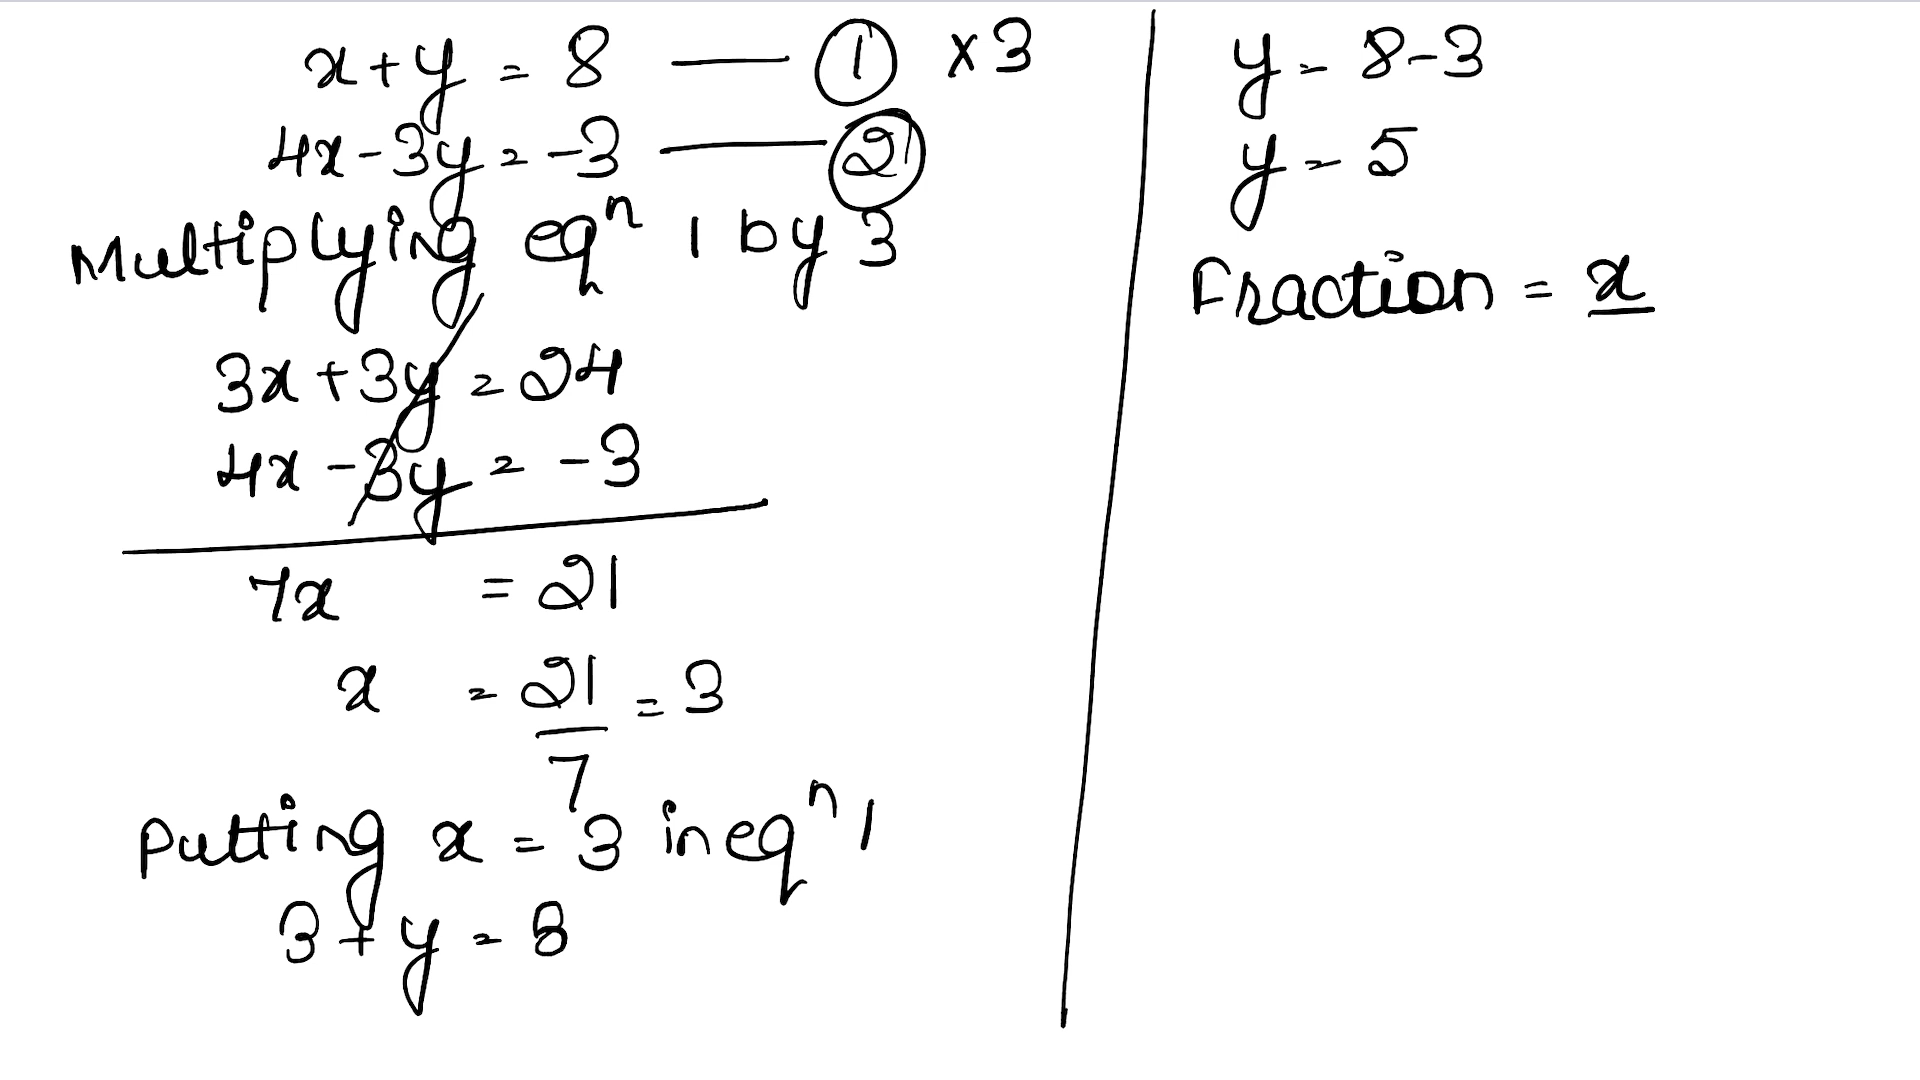 x + y = 8 —— ① × 3
4x - 3y = -3 —— ②
Multiplying eqⁿ 1 by 3
3x + 3y = 24
4x - 3y = -3
7x = 21
x = 21/7 = 3
Putting x = 3 in eqⁿ 1
3 + y = 8
y = 8 - 3
y = 5
Fraction = x